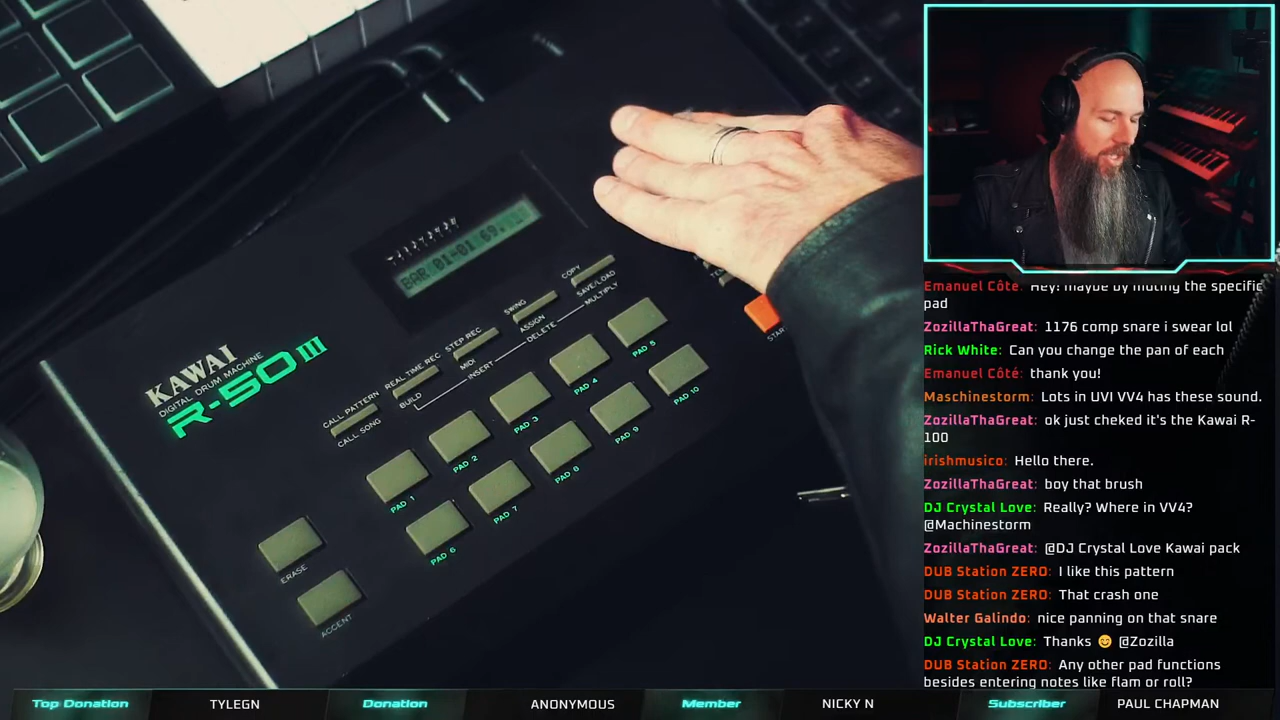 BAR 01-01 69.
KAWAI
DIGITAL DRUM MACHINE
R-50 III
CALL PATTERN
CALL SONG
REAL TIME REC
BUILD
STEP REC
MIDI
INSERT
SWING
ASSIGN
DELETE
COPY
SAVE/LOAD
MULTIPLY
STAR
PAD 1
PAD 2
PAD 3
PAD 4
PAD 5
PAD 6
PAD 7
PAD 8
PAD 9
PAD 10
ERASE
ACCENT
Emanuel Côté: Hey! maybe by muting the specific
pad
ZozillaThaGreat: 1176 comp snare i swear lol
Rick White: Can you change the pan of each
Emanuel Côté: thank you!
Maschinestorm: Lots in UVI VV4 has these sound.
ZozillaThaGreat: ok just cheked it's the Kawai R-
100
irishmusico: Hello there.
ZozillaThaGreat: boy that brush
DJ Crystal Love: Really? Where in VV4?
@Machinestorm
ZozillaThaGreat: @DJ Crystal Love Kawai pack
DUB Station ZERO: I like this pattern
DUB Station ZERO: That crash one
Walter Galindo: nice panning on that snare
DJ Crystal Love: Thanks 😊 @Zozilla
DUB Station ZERO: Any other pad functions
besides entering notes like flam or roll?
Top Donation TYLEGN Donation ANONYMOUS Member NICKY N Subscriber PAUL CHAPMAN